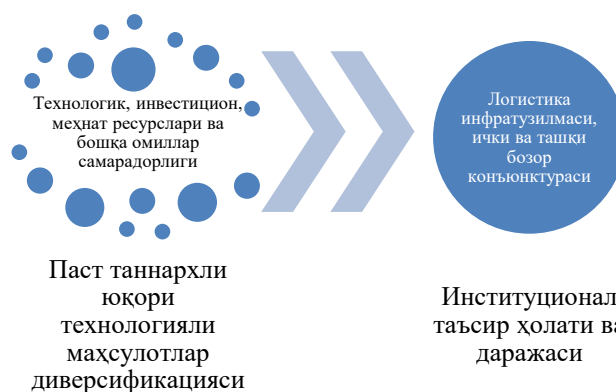 Технологик, инвестицион,
меҳнат ресурслари ва
бошқа омиллар
самарадорлиги
Логистика
инфратузилмаси,
ички ва ташқи
бозор
конъюнктураси
Паст таннархли
юқори
технологияли
маҳсулотлар
диверсификацияси
Институционал
таъсир ҳолати ва
даражаси